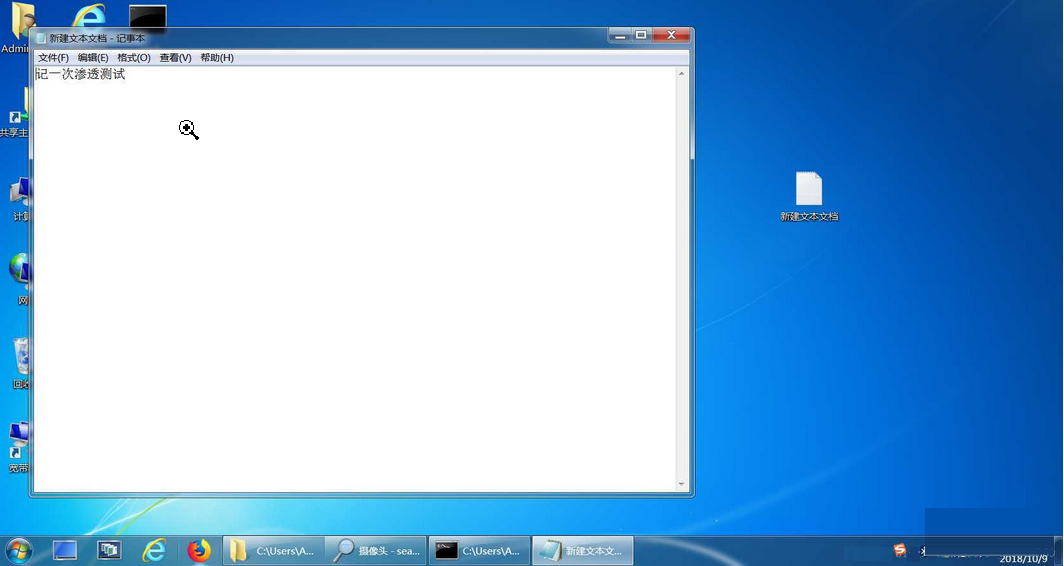 Admin
新建文本文档 - 记事本
文件(F) 编辑(E) 格式(O) 查看(V) 帮助(H)
记一次渗透测试
共享主
计算
新建文本文档
网
回收
宽带
C:\Users\A...
摄像头 - sea...
C:\Users\A...
新建文本文...
2018/10/9